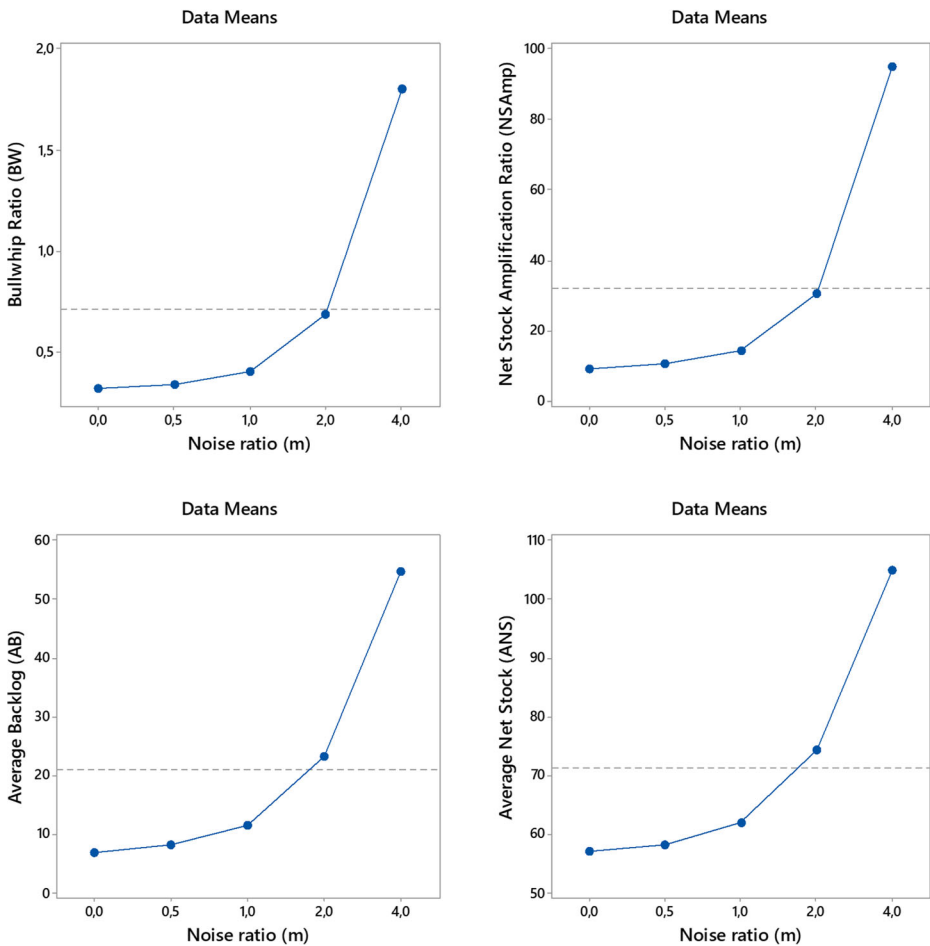 Data Means
Bullwhip Ratio (BW)
2,0
1,5
1,0
0,5
0,0 0,5 1,0 2,0 4,0
Noise ratio (m)
Data Means
Net Stock Amplification Ratio (NSAmp)
100
80
60
40
20
0
0,0 0,5 1,0 2,0 4,0
Noise ratio (m)
Data Means
Average Backlog (AB)
60
50
40
30
20
10
0
0,0 0,5 1,0 2,0 4,0
Noise ratio (m)
Data Means
Average Net Stock (ANS)
110
100
90
80
70
60
50
0,0 0,5 1,0 2,0 4,0
Noise ratio (m)